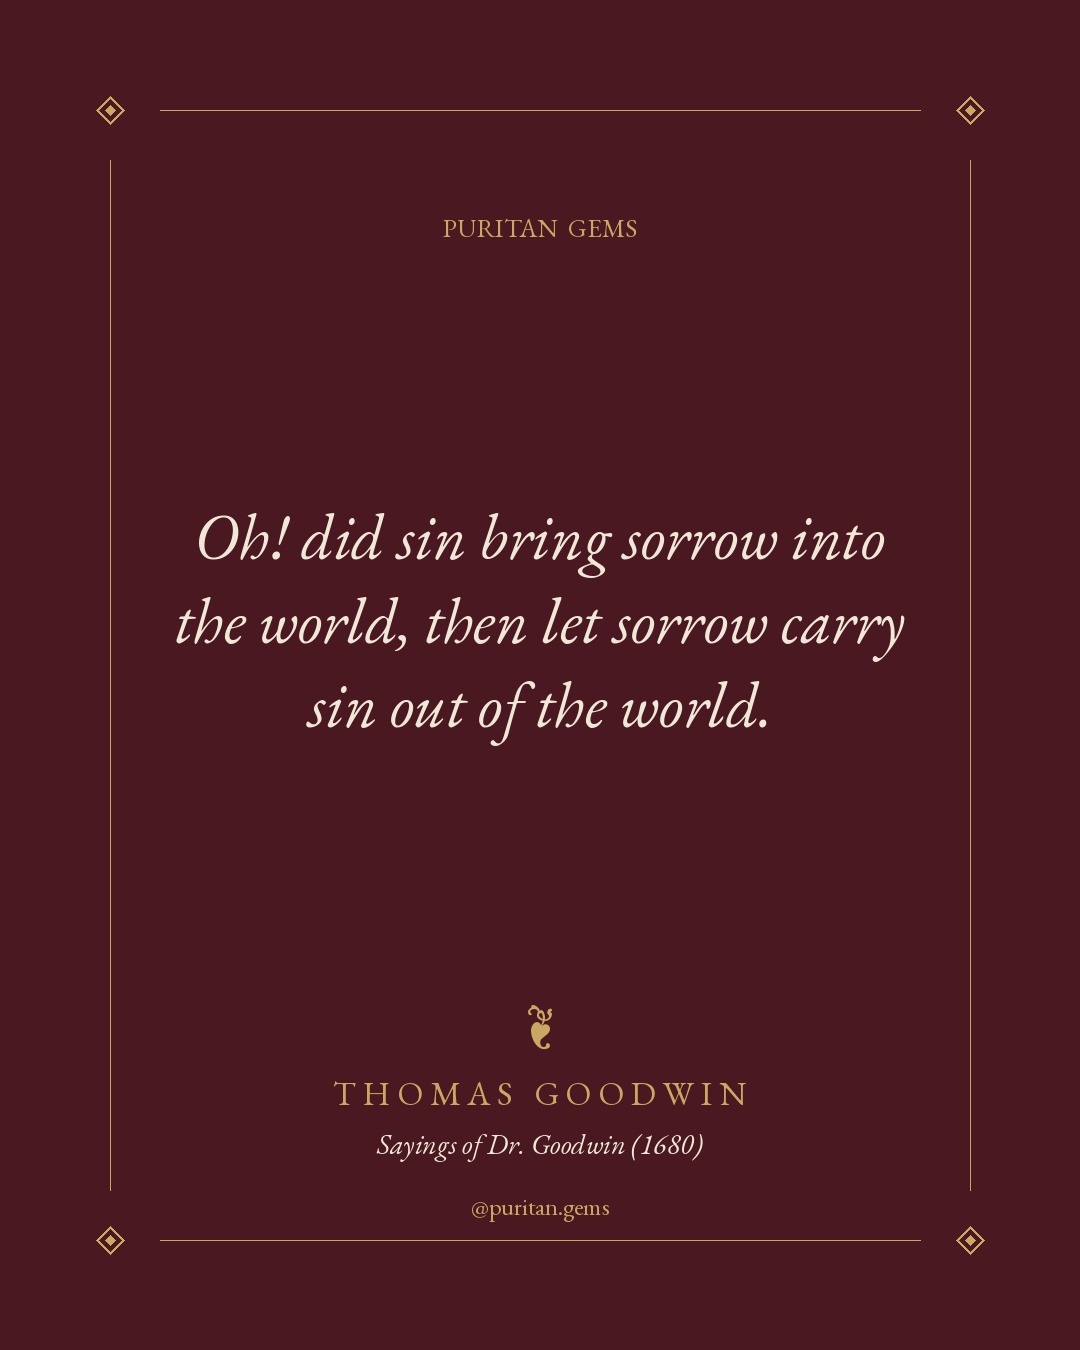 PURITAN GEMS
Oh! did sin bring sorrow into
the world, then let sorrow carry
sin out of the world.
THOMAS GOODWIN
Sayings of Dr. Goodwin (1680)
@puritan.gems